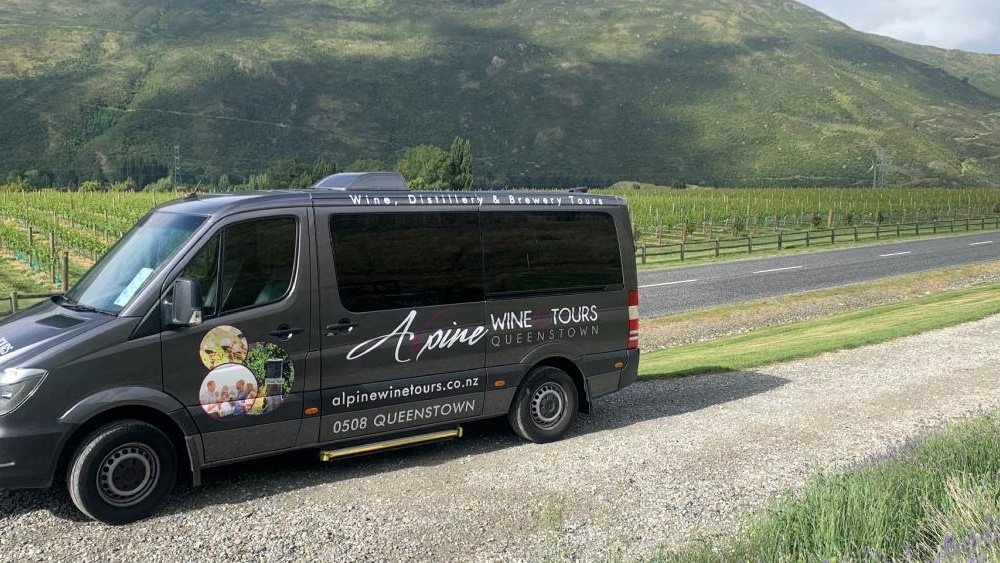 Wine, Distillery & Brewery Tours
Alpine WINE TOURS
QUEENSTOWN
alpinewinetours.co.nz
0508 QUEENSTOWN